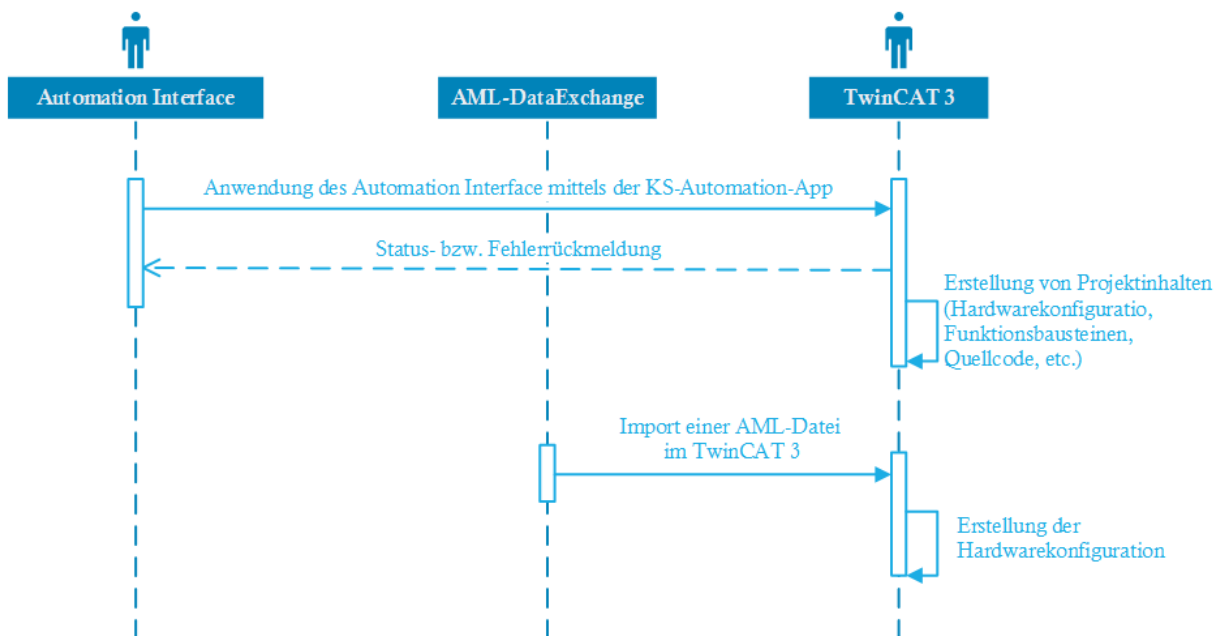 Automation Interface
AML-DataExchange
TwinCAT 3
Anwendung des Automation Interface mittels der KS-Automation-App
Status- bzw. Fehlerrückmeldung
Erstellung von Projektinhalten
(Hardwarekonfiguratio,
Funktionsbausteinen,
Quellcode, etc.)
Import einer AML-Datei
im TwinCAT 3
Erstellung der
Hardwarekonfiguration